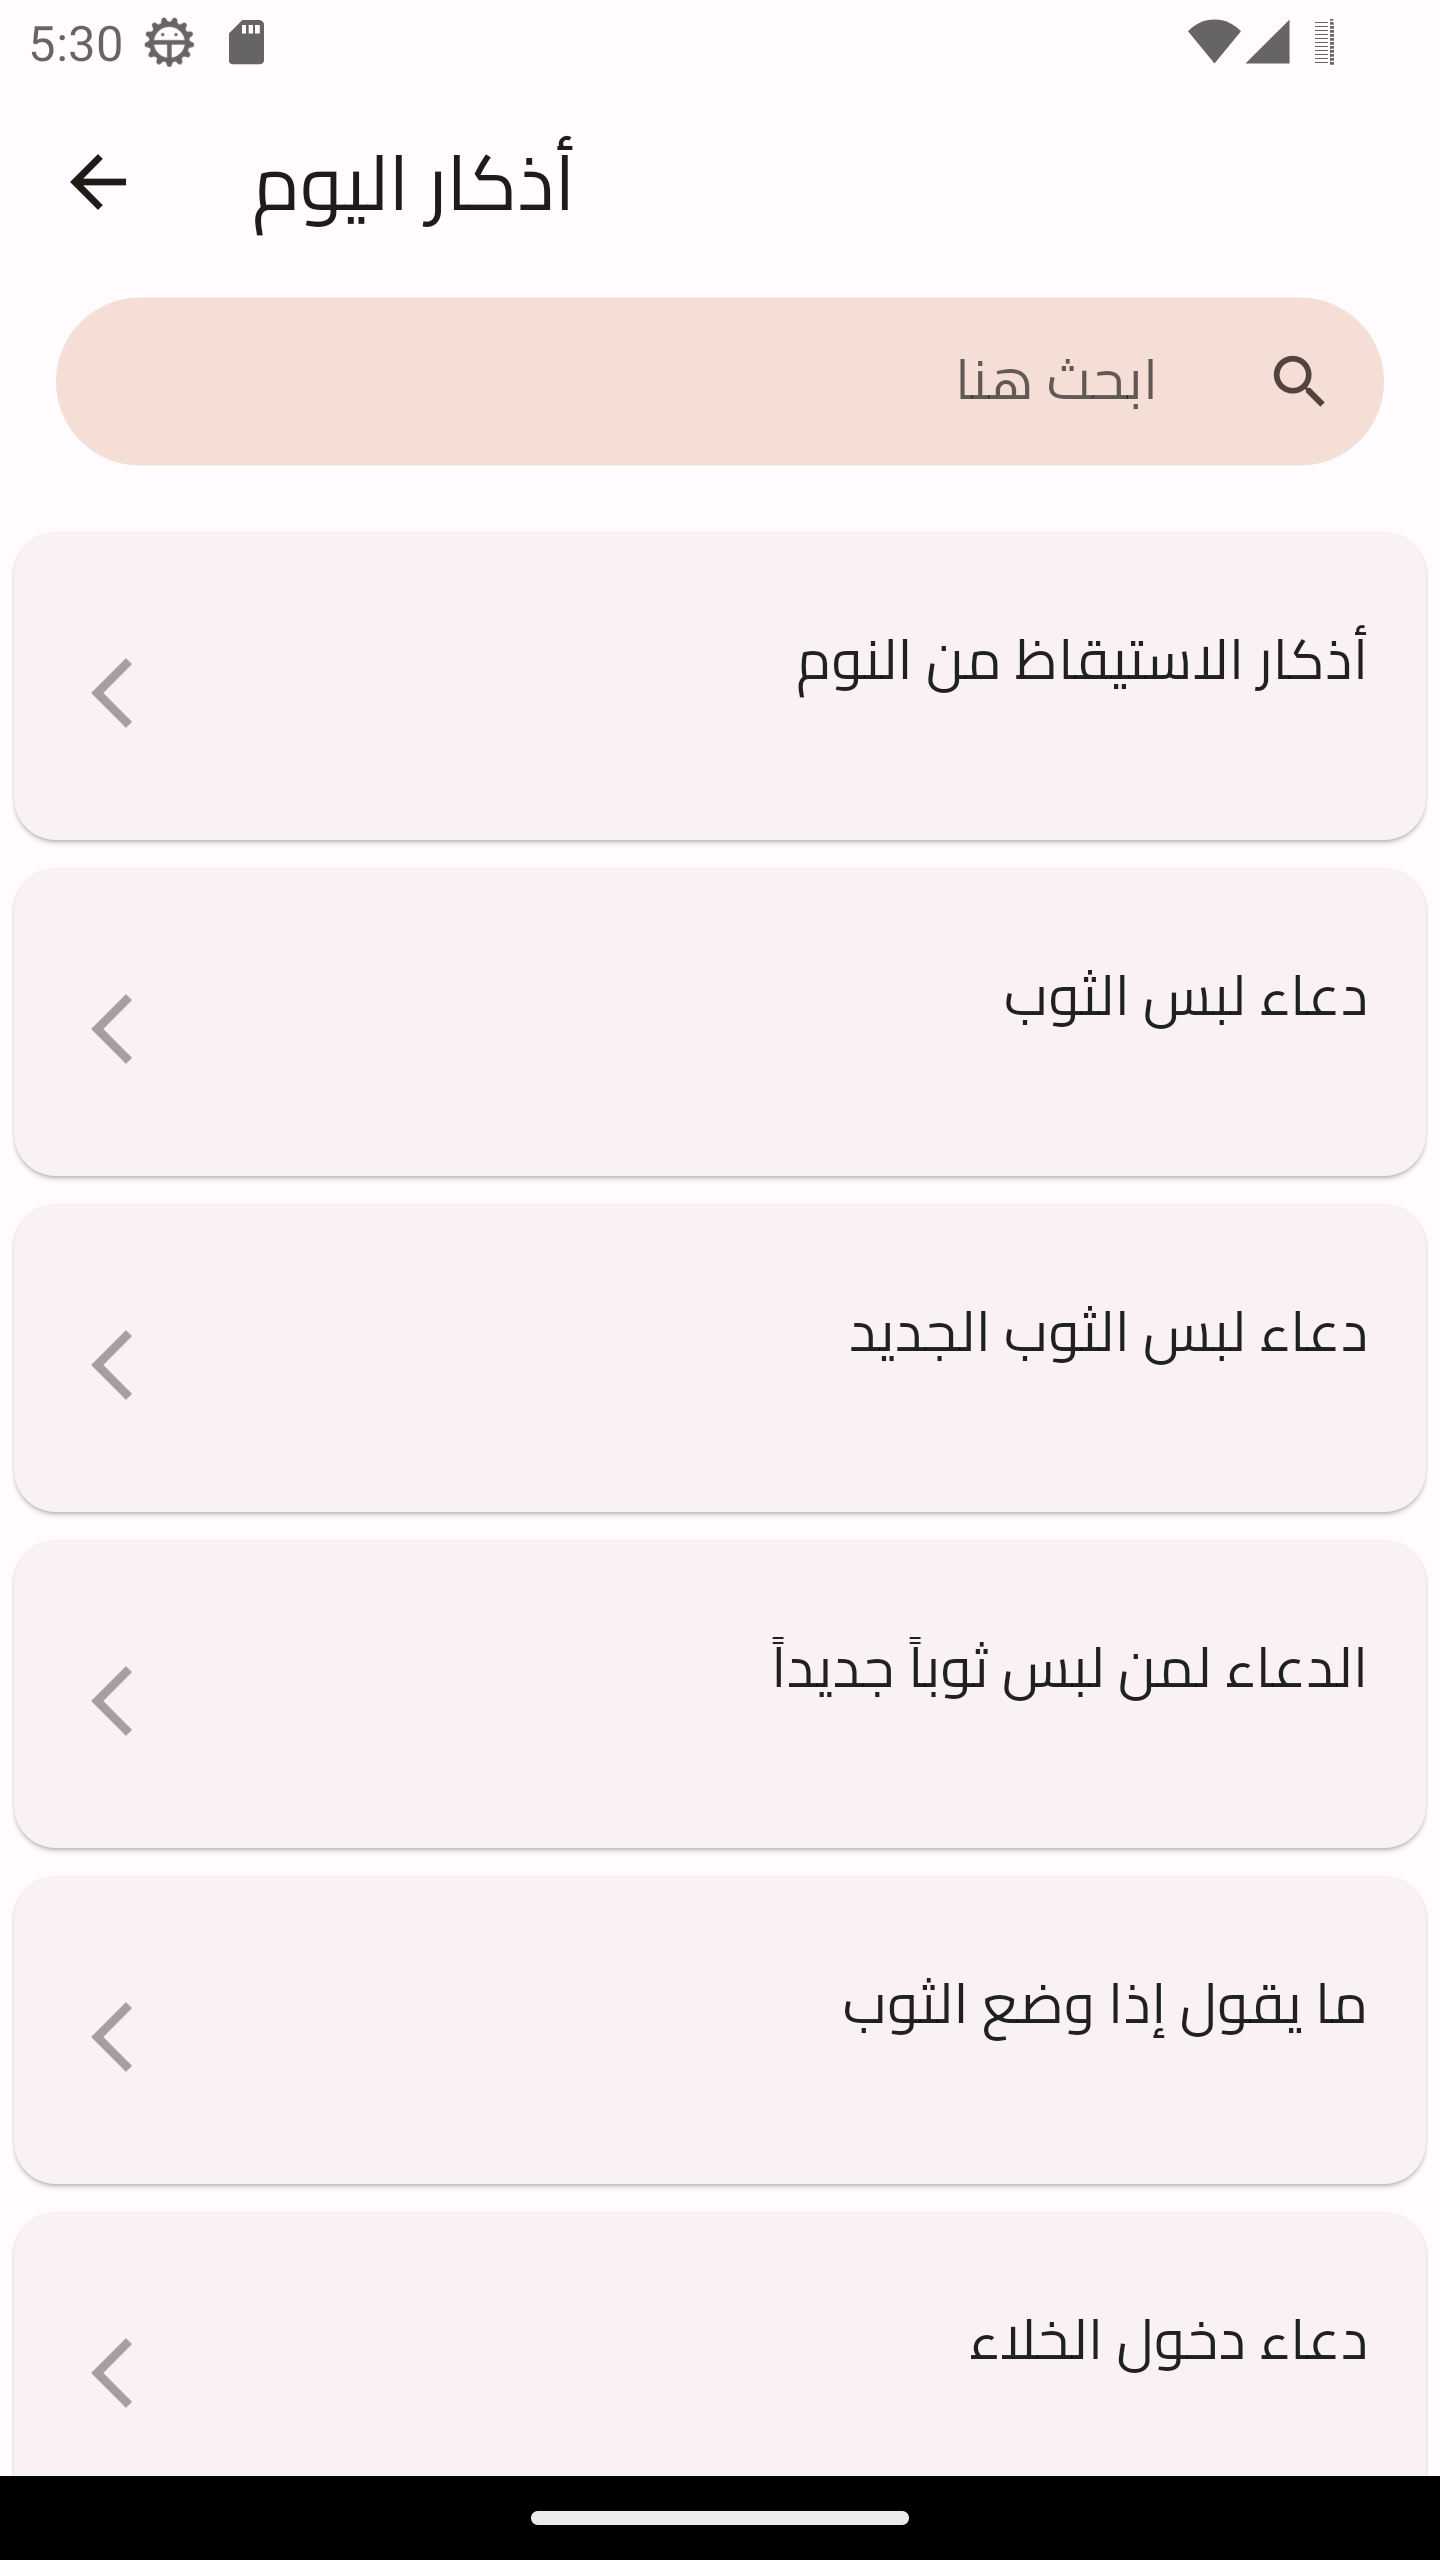 5:30
أذكار اليوم
ابحث هنا
أذكار الاستيقاظ من النوم
دعاء لبس الثوب
دعاء لبس الثوب الجديد
الدعاء لمن لبس ثوباً جديداً
ما يقول إذا وضع الثوب
دعاء دخول الخلاء